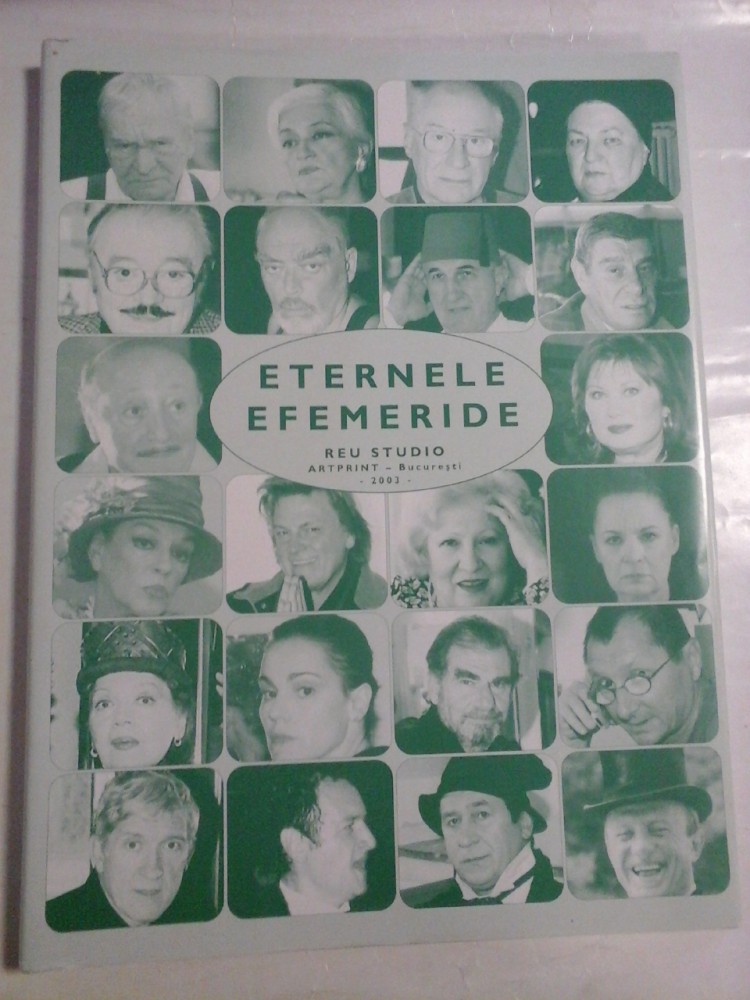 ETERNELE
EFEMERIDE
REU STUDIO
ARTPRINT – București
- 2003 -